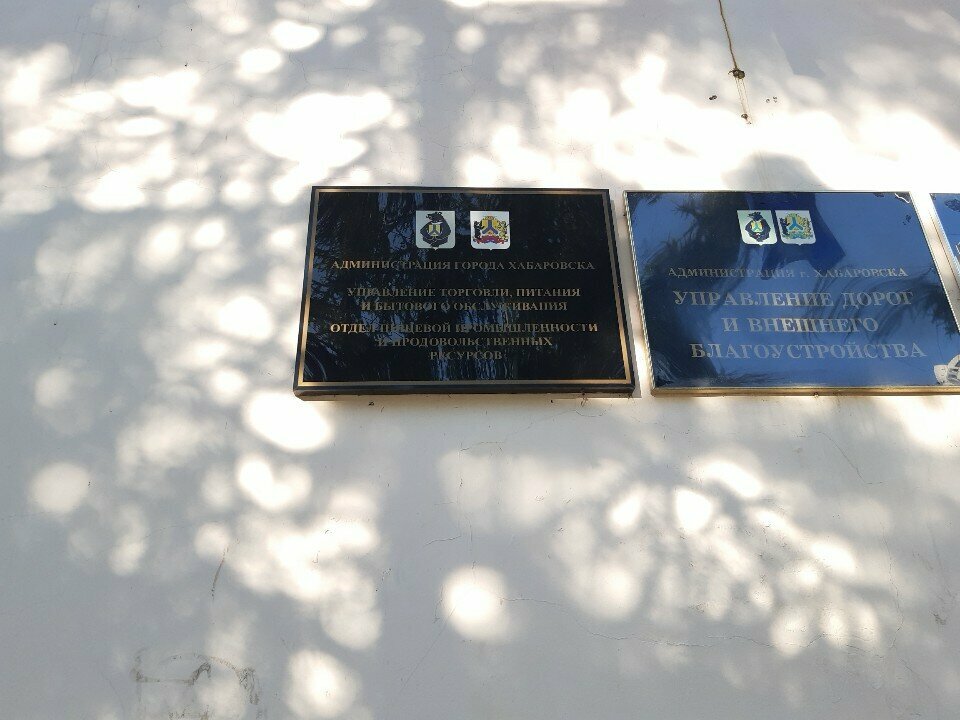 АДМИНИСТРАЦИЯ ГОРОДА ХАБАРОВСКА
УПРАВЛЕНИЕ ТОРГОВЛИ, ПИТАНИЯ
И БЫТОВОГО ОБСЛУЖИВАНИЯ
ОТДЕЛ ПИЩЕВОЙ ПРОМЫШЛЕННОСТИ
И ПРОДОВОЛЬСТВЕННЫХ
РЕСУРСОВ
АДМИНИСТРАЦИЯ г. ХАБАРОВСКА
УПРАВЛЕНИЕ ДОРОГ
И ВНЕШНЕГО
БЛАГОУСТРОЙСТВА